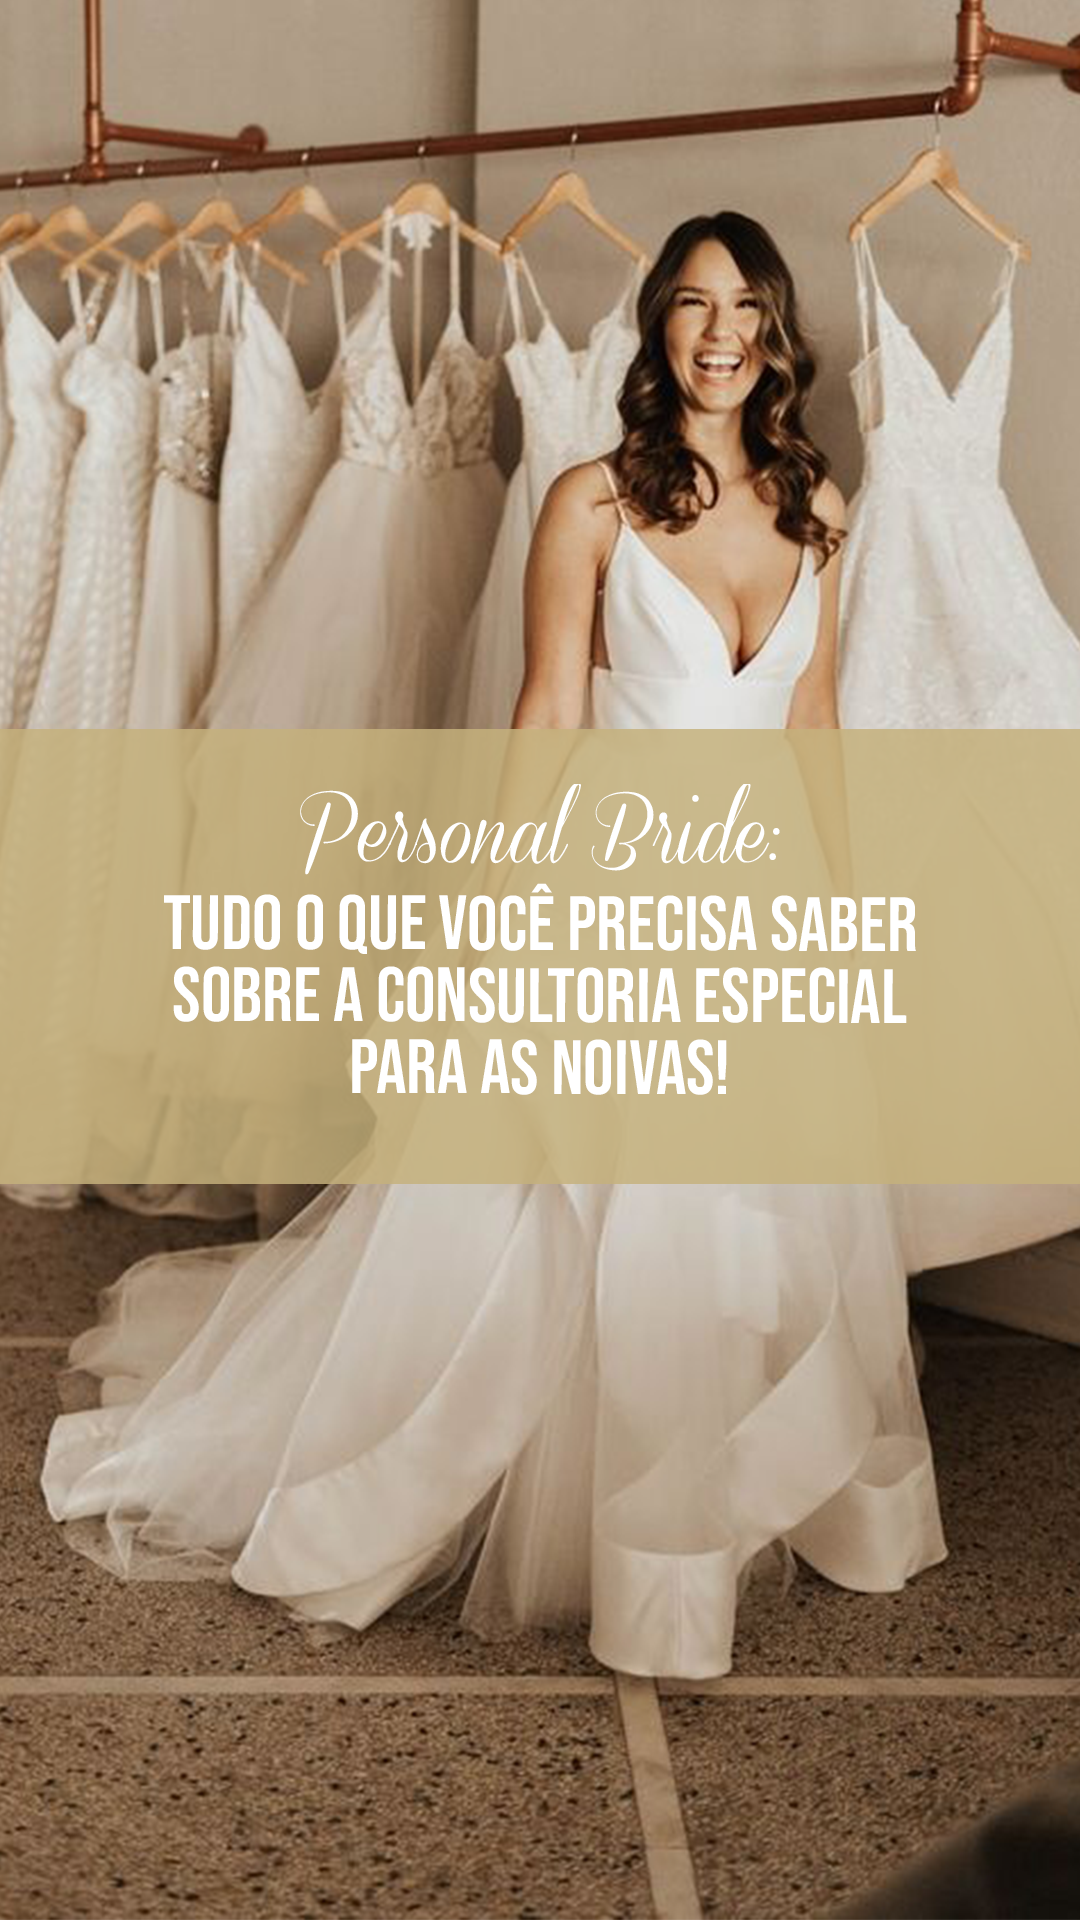 Personal Bride:
TUDO O QUE VOCÊ PRECISA SABER
SOBRE A CONSULTORIA ESPECIAL
PARA AS NOIVAS!